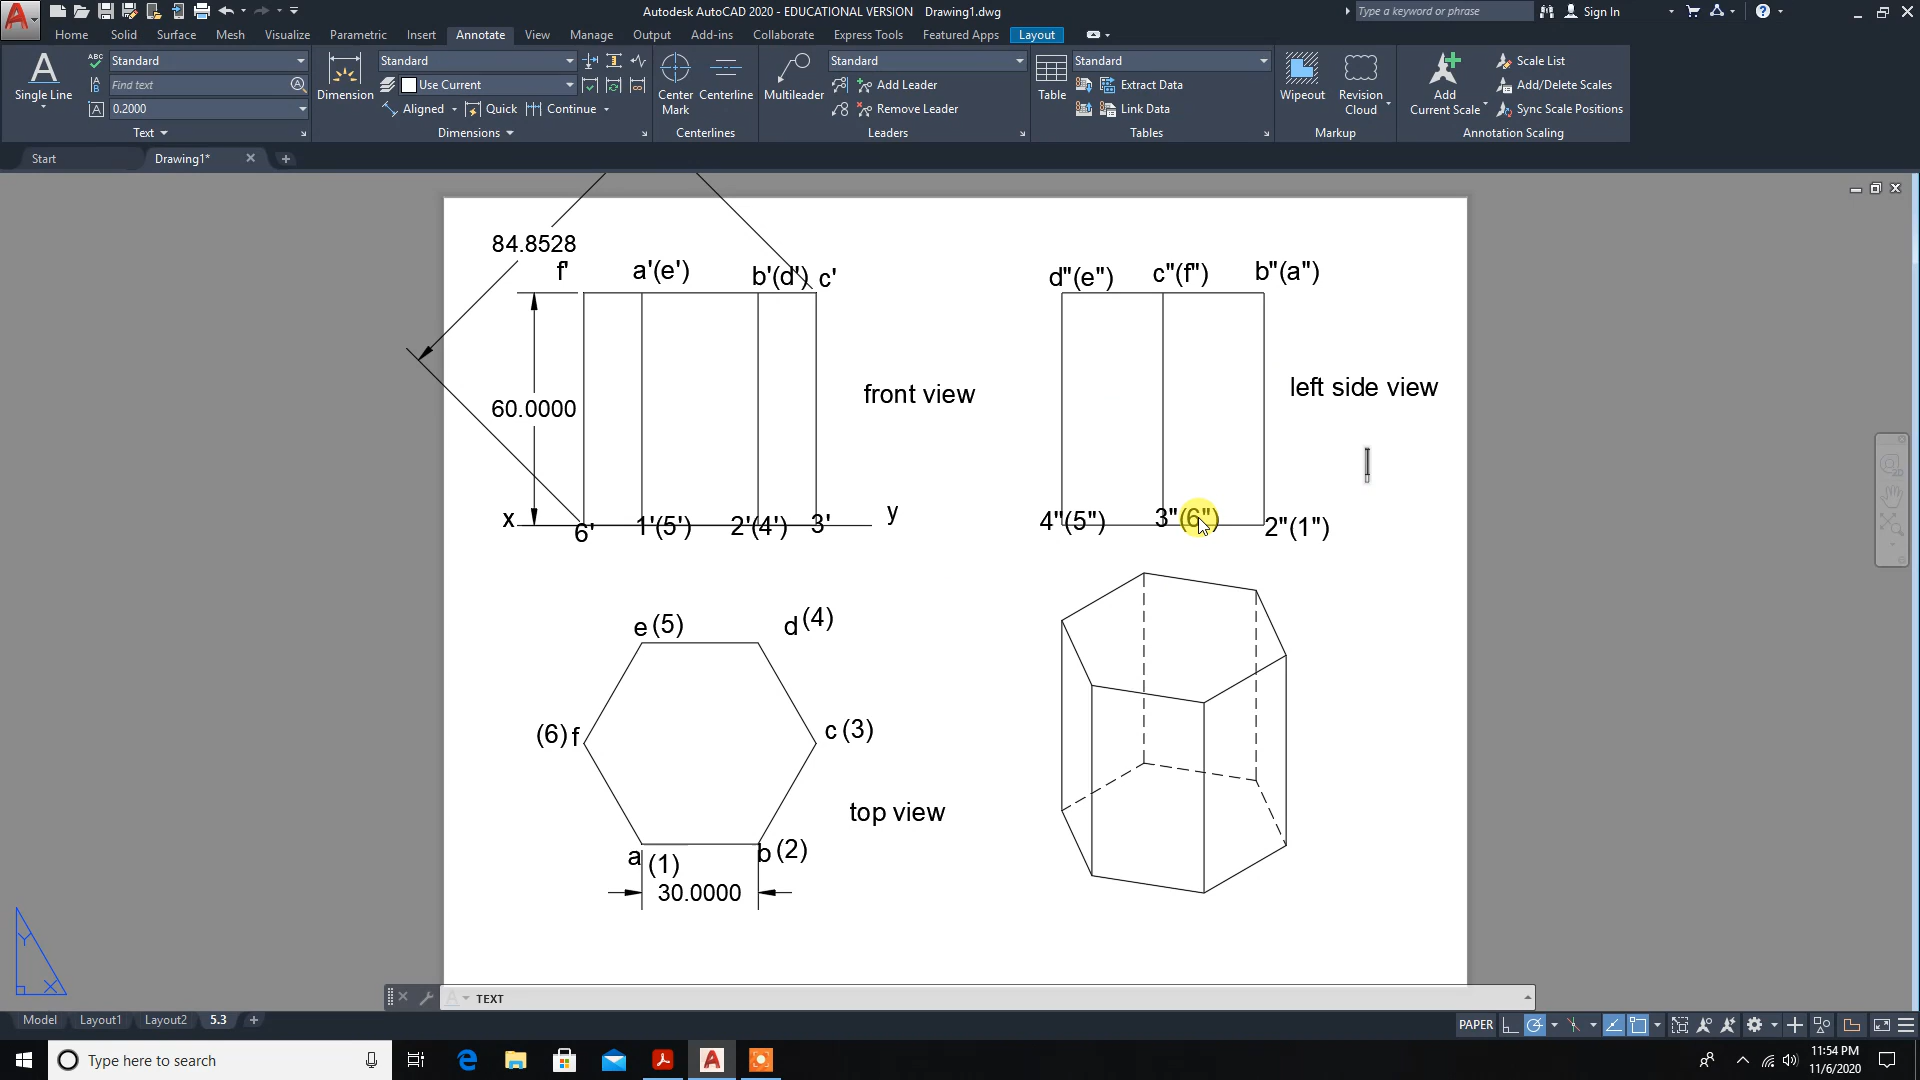 Autodesk AutoCAD 2020 - EDUCATIONAL VERSION Drawing1.dwg
Type a keyword or phrase
Sign In
Home Solid Surface Mesh Visualize Parametric Insert Annotate View Manage Output Add-ins Collaborate Express Tools Featured Apps Layout
Single Line
ABC
Standard
Find text
0.2000
Text
Dimension
Standard
Use Current
Aligned
Quick
Continue
Dimensions
Center Mark
Centerline
Centerlines
Multileader
Standard
Add Leader
Remove Leader
Leaders
Table
Standard
Extract Data
Link Data
Tables
Wipeout
Revision Cloud
Markup
Add Current Scale
Scale List
Add/Delete Scales
Sync Scale Positions
Annotation Scaling
Start
Drawing1*
84.8528
f' a'(e') b'(d') c'
d"(e") c"(f") b"(a")
60.0000
front view
left side view
x 6' 1'(5') 2'(4') 3' y
4"(5") 3"(6") 2"(1")
e (5) d (4)
(6) f c (3)
top view
a (1) b (2)
30.0000
Y
X
TEXT
Model Layout1 Layout2 5.3
PAPER
Type here to search
11:54 PM
11/6/2020